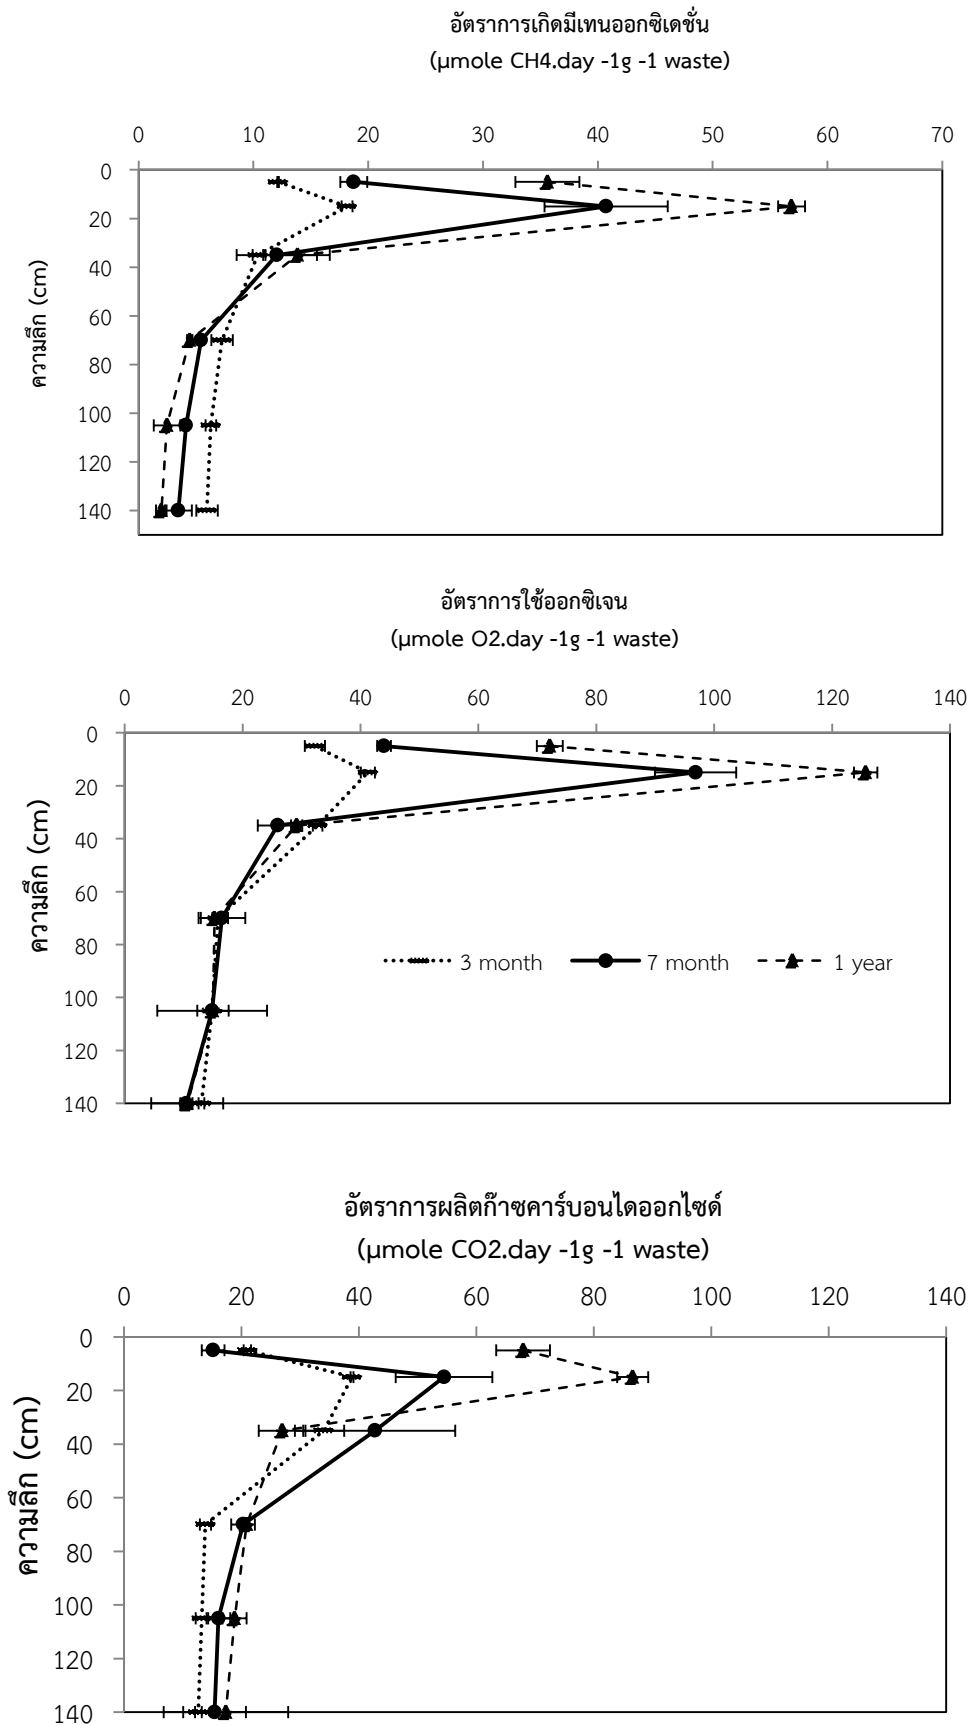 อัตราการเกิดมีเทนออกซิเดชั่น
(µmole CH4.day -1g -1 waste)
0 10 20 30 40 50 60 70
0
20
40
60
80
100
120
140
ความลึก (cm)
อัตราการใช้ออกซิเจน
(µmole O2.day -1g -1 waste)
0 20 40 60 80 100 120 140
0
20
40
60
80
100
120
140
ความลึก (cm)
3 month 7 month 1 year
อัตราการผลิตก๊าซคาร์บอนไดออกไซด์
(µmole CO2.day -1g -1 waste)
0 20 40 60 80 100 120 140
0
20
40
60
80
100
120
140
ความลึก (cm)